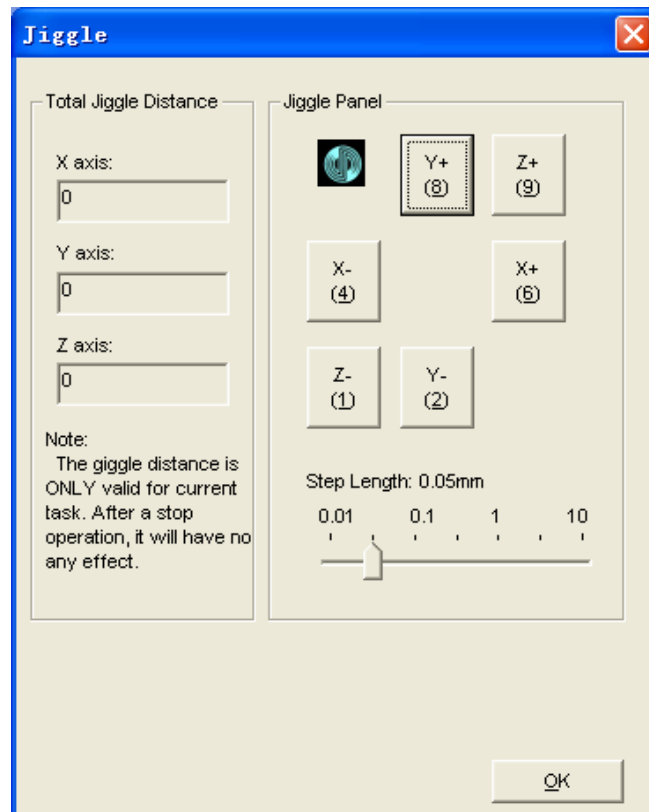 Jiggle
Total Jiggle Distance
X axis:
0
Y axis:
0
Z axis:
0
Note:
The giggle distance is
ONLY valid for current
task. After a stop
operation, it will have no
any effect.
Jiggle Panel
Y+
(8)
Z+
(9)
X-
(4)
X+
(6)
Z-
(1)
Y-
(2)
Step Length: 0.05mm
0.01 0.1 1 10
OK